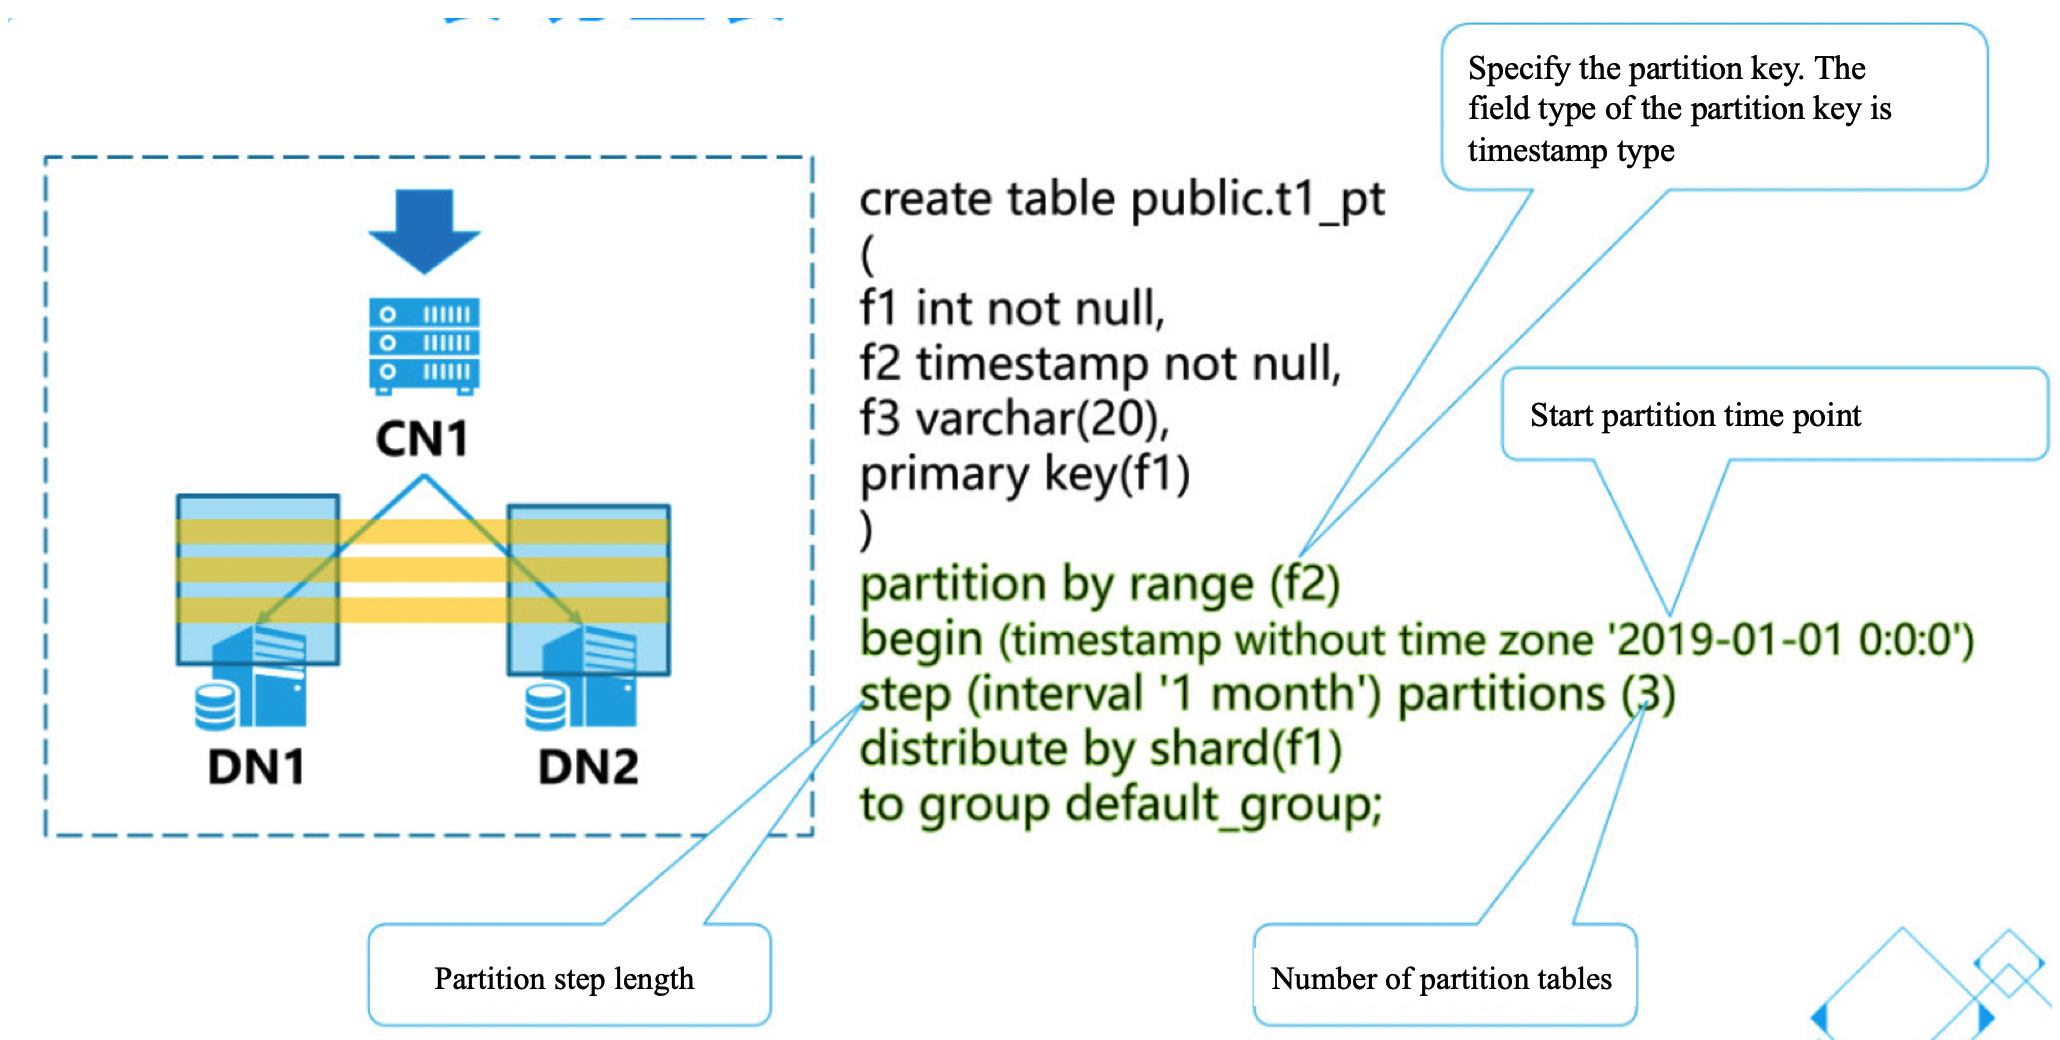 Specify the partition key. The
field type of the partition key is
timestamp type
create table public.t1_pt
(
f1 int not null,
f2 timestamp not null,
f3 varchar(20),
primary key(f1)
)
partition by range (f2)
begin (timestamp without time zone '2019-01-01 0:0:0')
step (interval '1 month') partitions (3)
distribute by shard(f1)
to group default_group;
Start partition time point
CN1
DN1
DN2
Partition step length
Number of partition tables